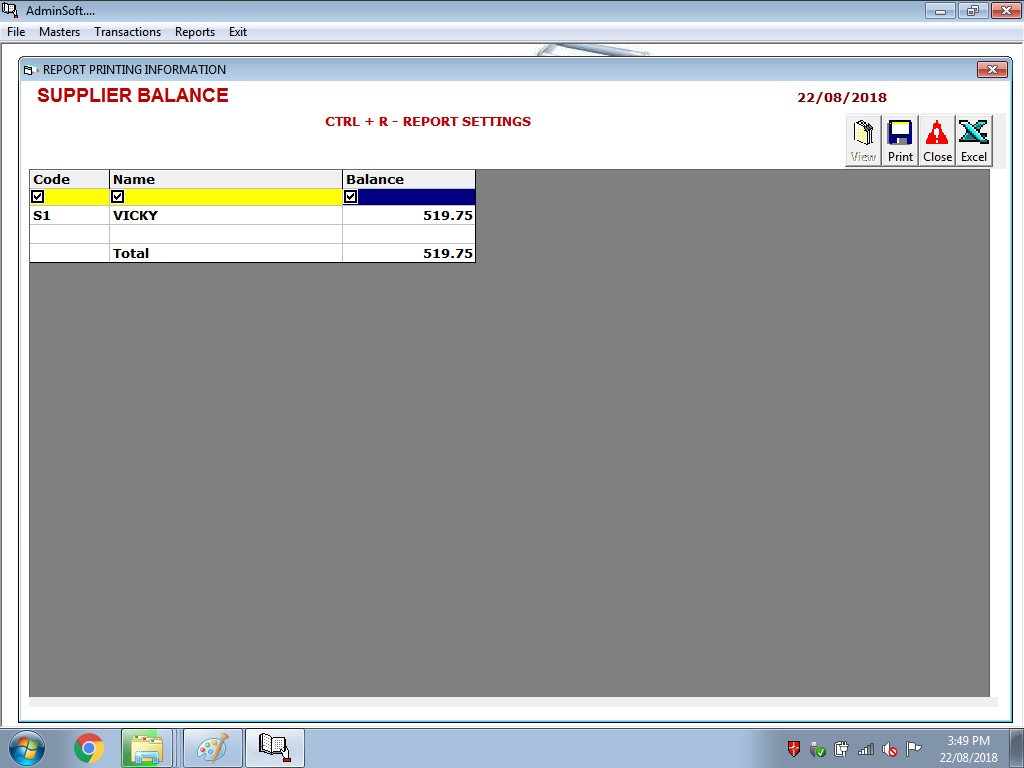 AdminSoft....
File Masters Transactions Reports Exit
REPORT PRINTING INFORMATION
SUPPLIER BALANCE
22/08/2018
CTRL + R - REPORT SETTINGS
View Print Close Excel
Code Name Balance
S1 VICKY 519.75
Total 519.75
3:49 PM
22/08/2018